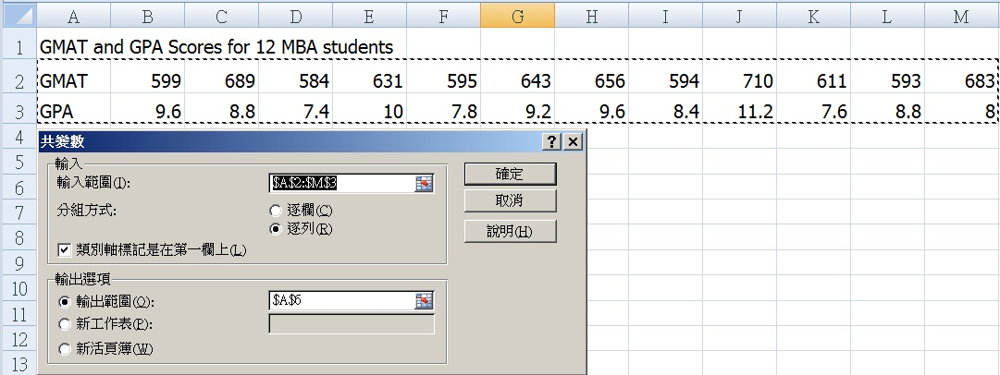 A B C D E F G H I J K L M
1 GMAT and GPA Scores for 12 MBA students
2 GMAT 599 689 584 631 595 643 656 594 710 611 593 683
3 GPA 9.6 8.8 7.4 10 7.8 9.2 9.6 8.4 11.2 7.6 8.8 8
4
共變數 ? ×
5
輸入
6
輸入範圍(I): $A$2:$M$3 確定
7
分組方式: 逐欄(C) 取消
逐列(R) 說明(H)
8
類別軸標記是在第一欄上(L)
9
輸出選項
10
輸出範圍(O): $A$6
11
新工作表(P):
12
新活頁簿(W)
13